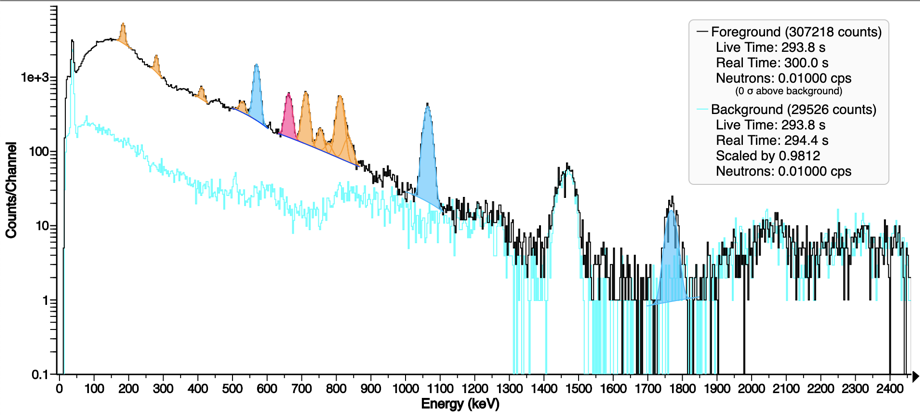 Foreground (307218 counts)
Live Time: 293.8 s
Real Time: 300.0 s
Neutrons: 0.01000 cps
(0 σ above background)
Background (29526 counts)
Live Time: 293.8 s
Real Time: 294.4 s
Scaled by 0.9812
Neutrons: 0.01000 cps
Counts/Channel
1e+3
100
10
1
0.1
0 100 200 300 400 500 600 700 800 900 1000 1100 1200 1300 1400 1500 1600 1700 1800 1900 2000 2100 2200 2300 2400
Energy (keV)